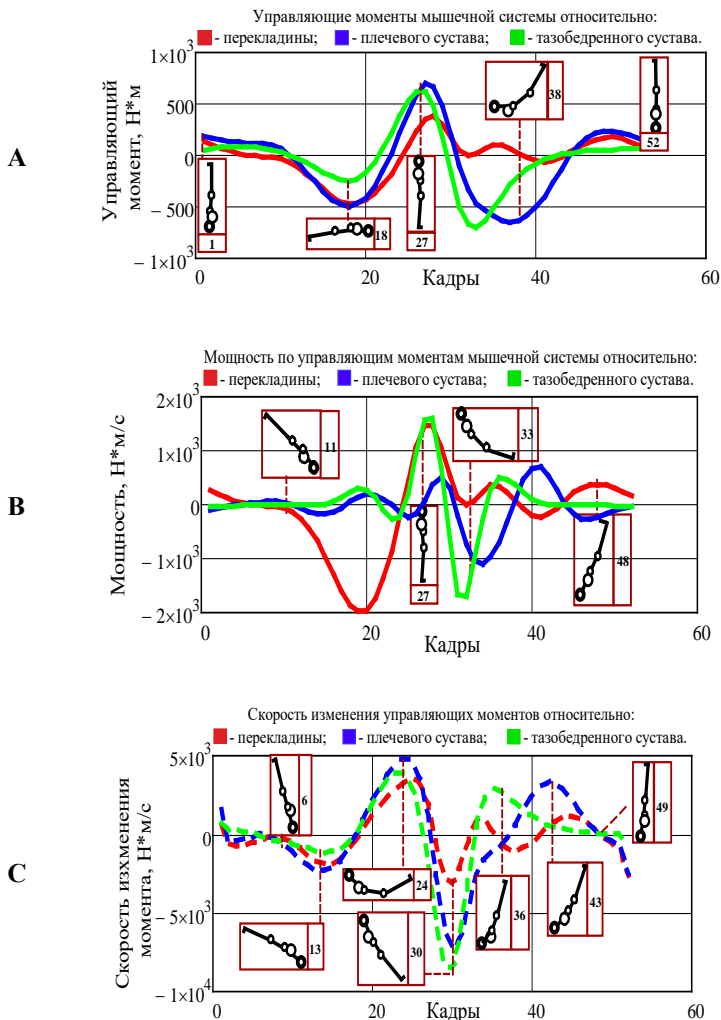 Управляющие моменты мышечной системы относительно:
- перекладины; - плечевого сустава; - тазобедренного сустава.
А
Управляющий
момент, Н*м
1×10³
500
0
– 500
– 1×10³
0 20 40 60
Кадры
1
18
27
38
52
Мощность по управляющим моментам мышечной системы относительно:
- перекладины; - плечевого сустава; - тазобедренного сустава.
В
Мощность, Н*м/с
2×10³
1×10³
0
– 1×10³
– 2×10³
0 20 40 60
Кадры
11
27
33
48
Скорость изменения управляющих моментов относительно:
- перекладины; - плечевого сустава; - тазобедренного сустава.
С
Скорость изхменения
момента, Н*м/с
5×10³
0
– 5×10³
– 1×10⁴
0 20 40 60
Кадры
6
13
24
30
36
43
49